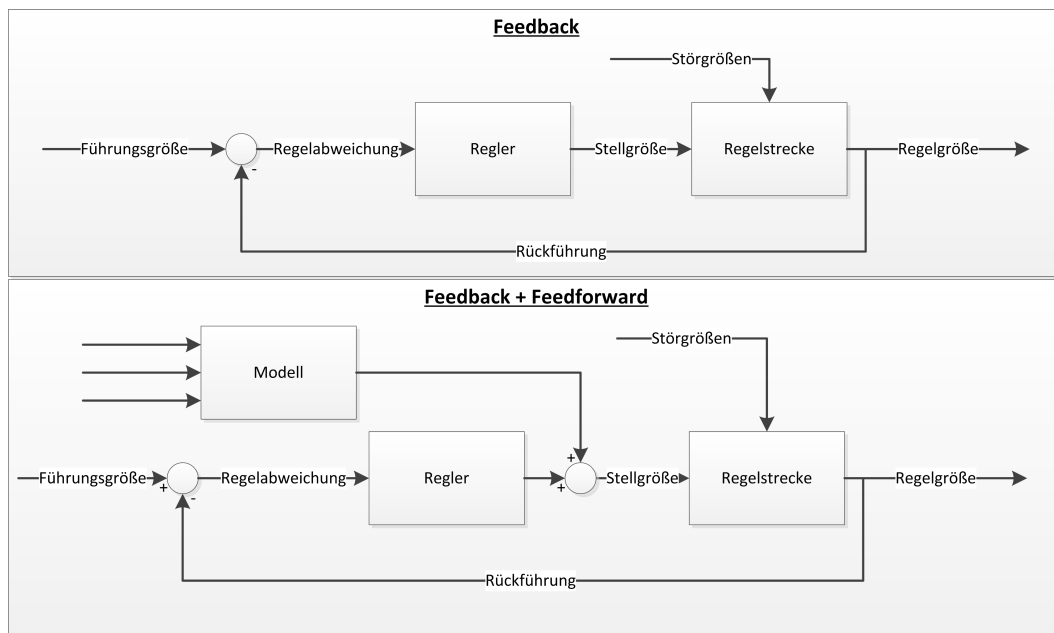 Feedback
Störgrößen
Führungsgröße
Regelabweichung
Regler
Stellgröße
Regelstrecke
Regelgröße
-
Rückführung
Feedback + Feedforward
Störgrößen
Modell
Führungsgröße
+
-
Regelabweichung
Regler
+
+
Stellgröße
Regelstrecke
Regelgröße
Rückführung